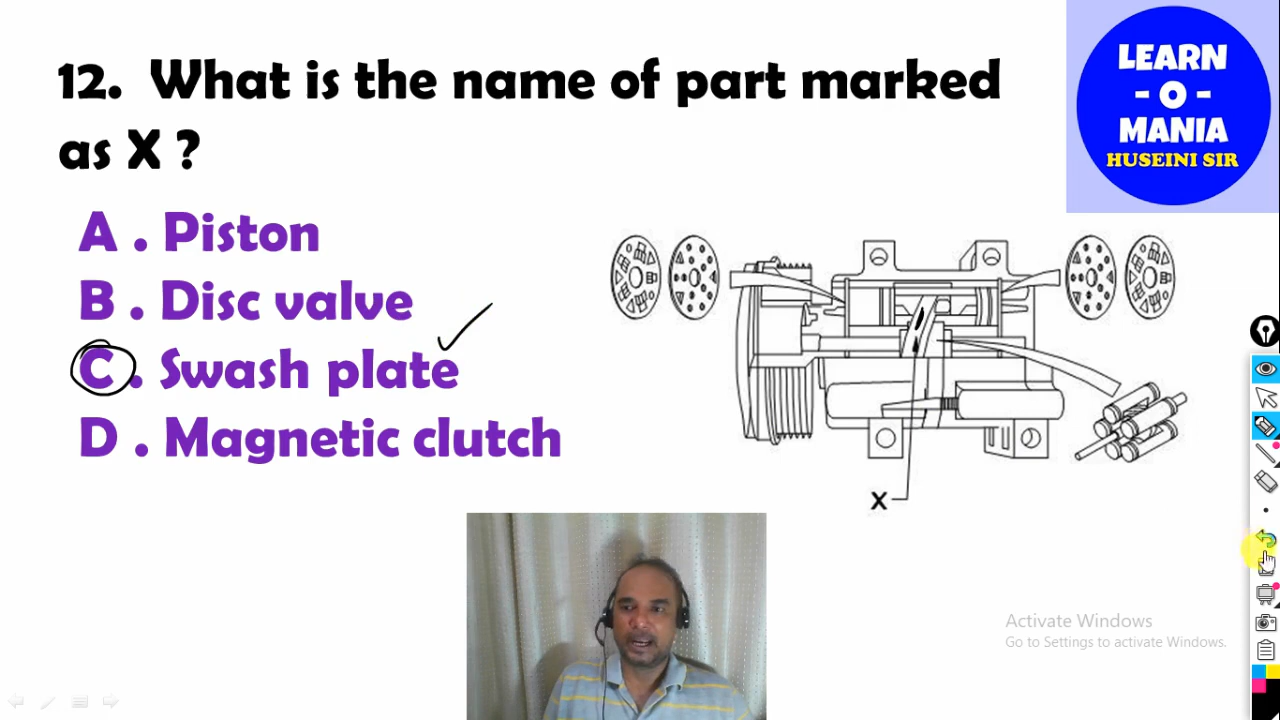 12. What is the name of part marked
as X ?
A . Piston
B . Disc valve
C . Swash plate
D . Magnetic clutch
LEARN
- O -
MANIA
HUSEINI SIR
X
Activate Windows
Go to Settings to activate Windows.